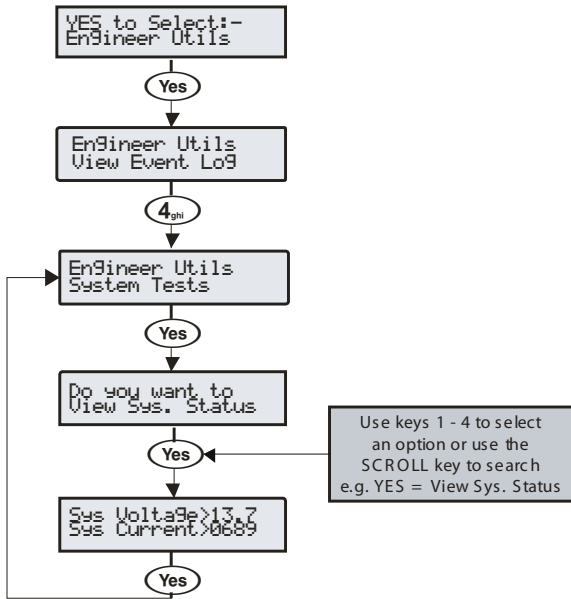 YES to Select:-
Engineer Utils
Yes
Engineer Utils
View Event Log
4ghi
Engineer Utils
System Tests
Yes
Do you want to
View Sys. Status
Yes
Use keys 1 - 4 to select
an option or use the
SCROLL key to search
e.g. YES = View Sys. Status
Sys Voltage>13.7
Sys Current>0689
Yes